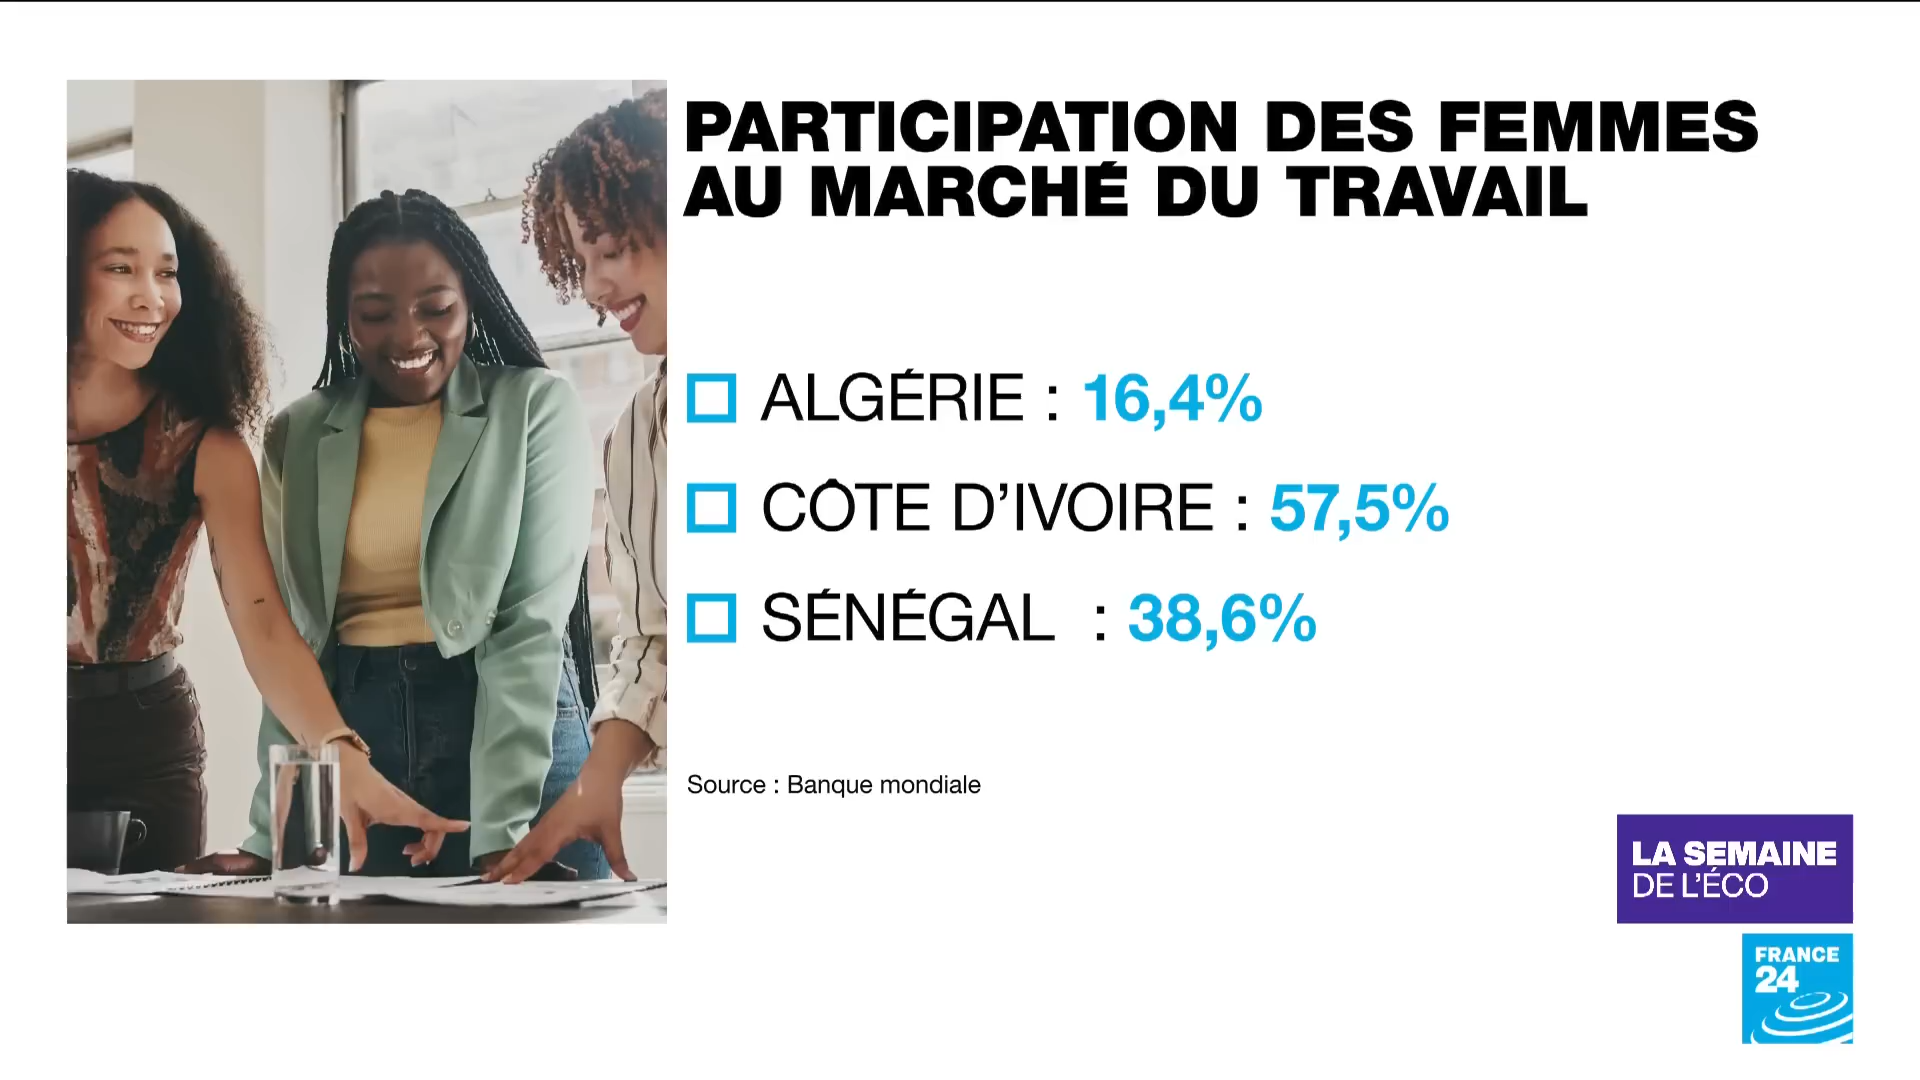 PARTICIPATION DES FEMMES
AU MARCHÉ DU TRAVAIL
ALGÉRIE : 16,4%
CÔTE D’IVOIRE : 57,5%
SÉNÉGAL : 38,6%
Source : Banque mondiale
LA SEMAINE
DE L’ÉCO
FRANCE
24